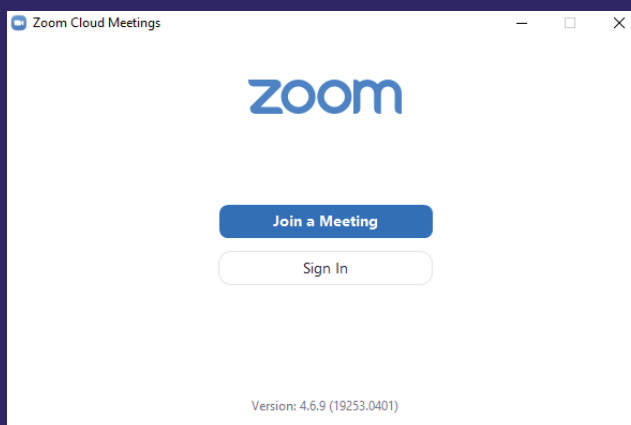 Zoom Cloud Meetings
zoom
Join a Meeting
Sign In
Version: 4.6.9 (19253.0401)